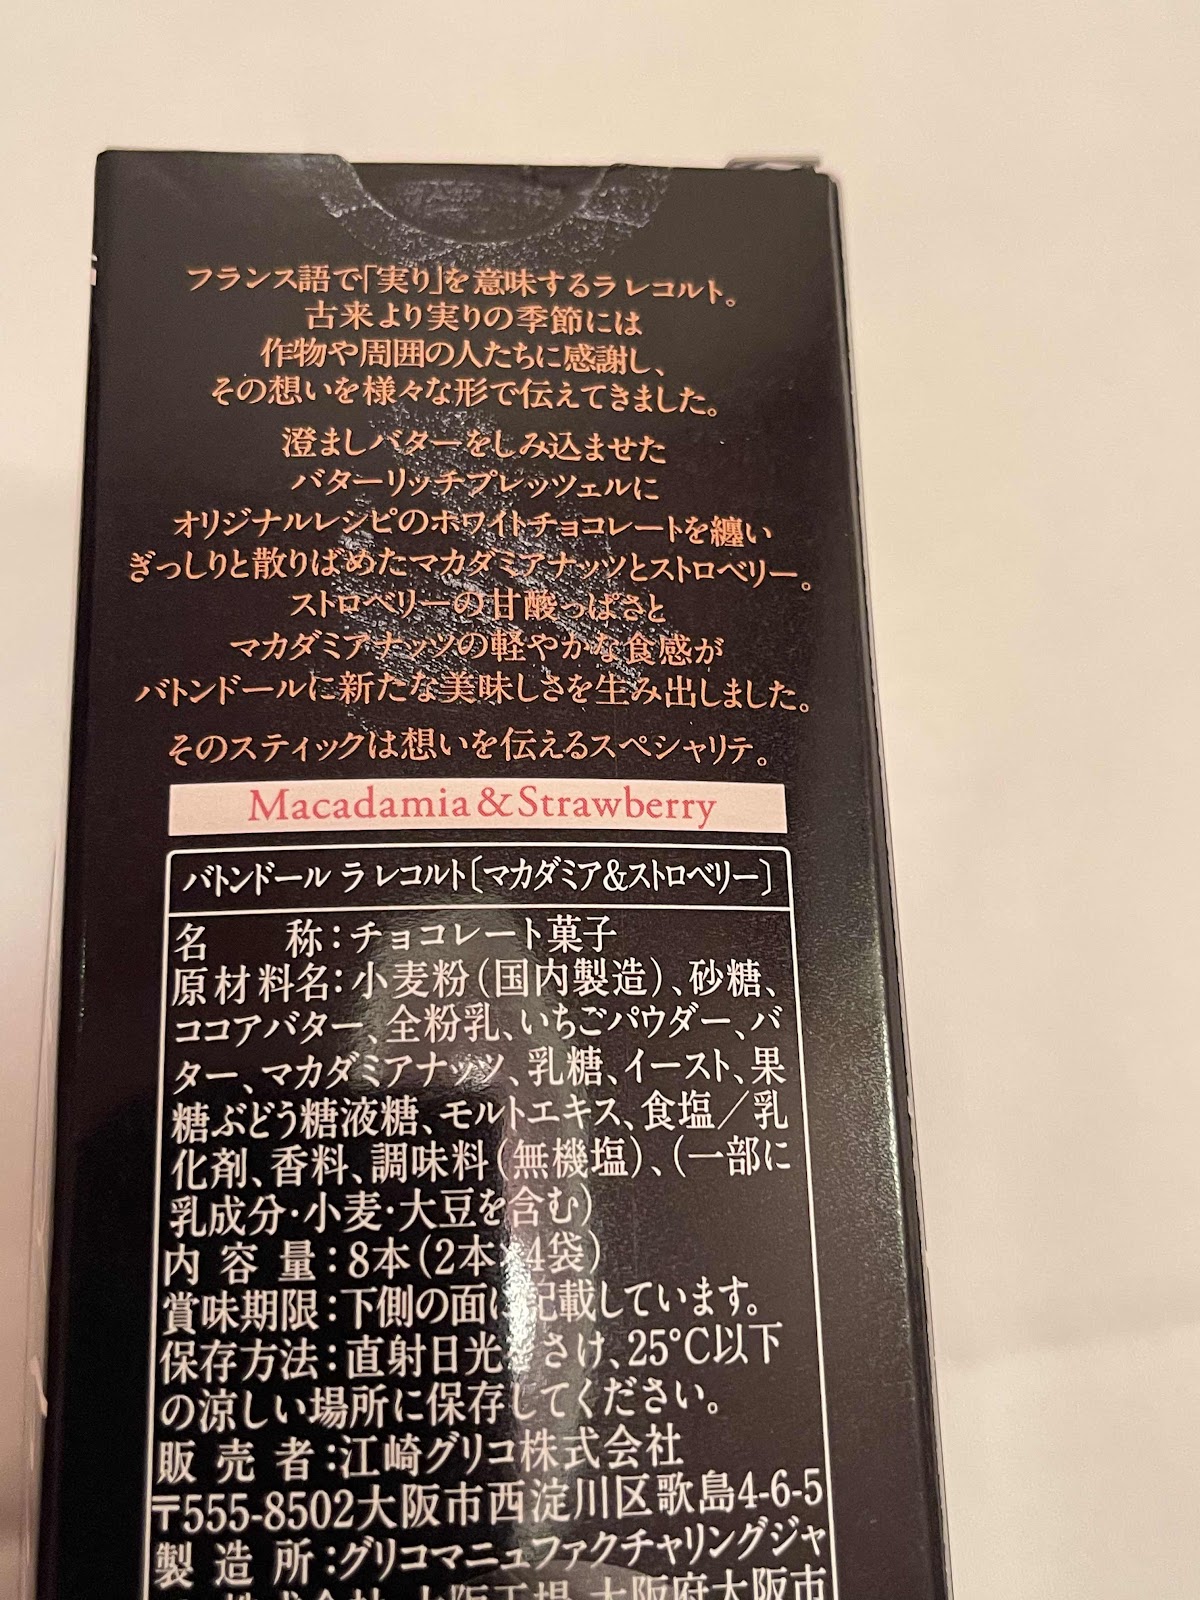 フランス語で「実り」を意味するラ レコルト。
古来より実りの季節には
作物や周囲の人たちに感謝し、
その想いを様々な形で伝えてきました。
澄ましバターをしみ込ませた
バターリッチプレッツェルに
オリジナルレシピのホワイトチョコレートを纏い
ぎっしりと散りばめたマカダミアナッツとストロベリー。
ストロベリーの甘酸っぱさと
マカダミアナッツの軽やかな食感が
バトンドールに新たな美味しさを生み出しました。
そのスティックは想いを伝えるスペシャリテ。
Macadamia&Strawberry
バトンドール ラ レコルト〔マカダミア&ストロベリー〕
名称:チョコレート菓子
原材料名:小麦粉(国内製造)、砂糖、
ココアバター、全粉乳、いちごパウダー、バ
ター、マカダミアナッツ、乳糖、イースト、果
糖ぶどう糖液糖、モルトエキス、食塩/乳
化剤、香料、調味料(無機塩)、(一部に
乳成分・小麦・大豆を含む)
内容量:8本(2本×4袋)
賞味期限:下側の面に記載しています。
保存方法:直射日光をさけ、25℃以下
の涼しい場所に保存してください。
販売者:江崎グリコ株式会社
〒555-8502大阪市西淀川区歌島4-6-5
製造所:グリコマニュファクチャリングジャ
株式会社 大阪工場 大阪府大阪市